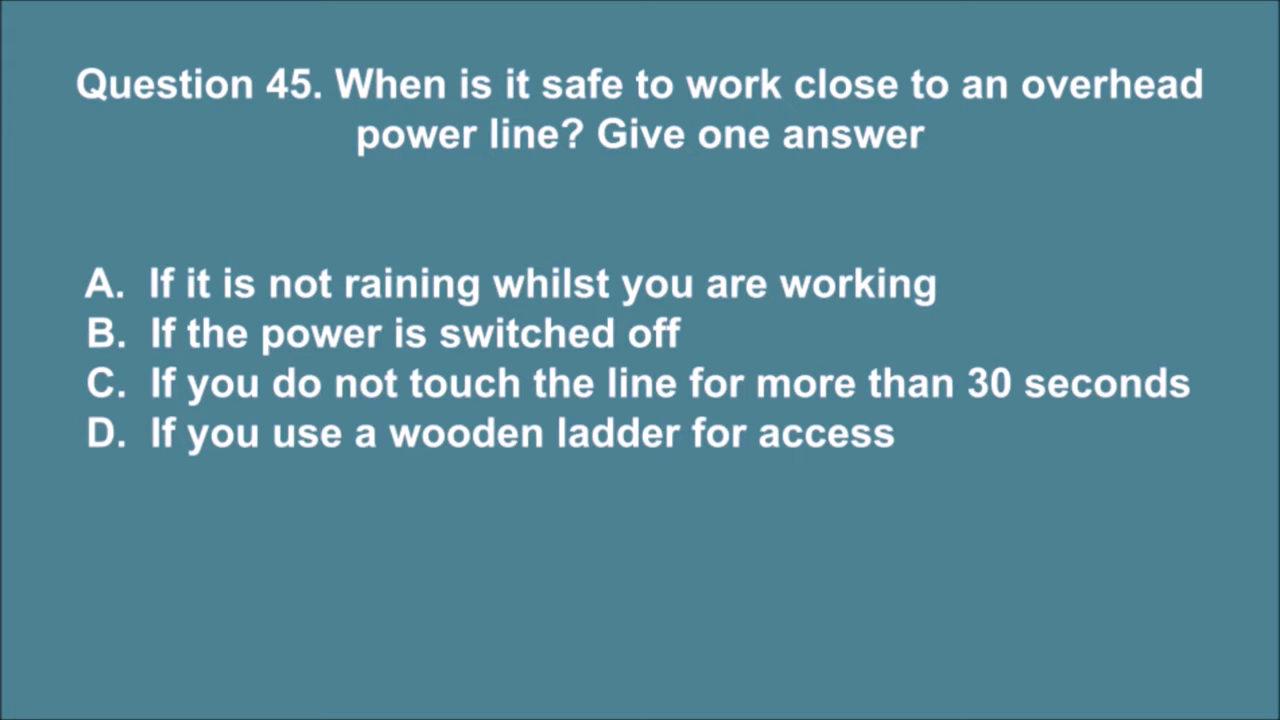 Question 45. When is it safe to work close to an overhead
power line? Give one answer
A. If it is not raining whilst you are working
B. If the power is switched off
C. If you do not touch the line for more than 30 seconds
D. If you use a wooden ladder for access